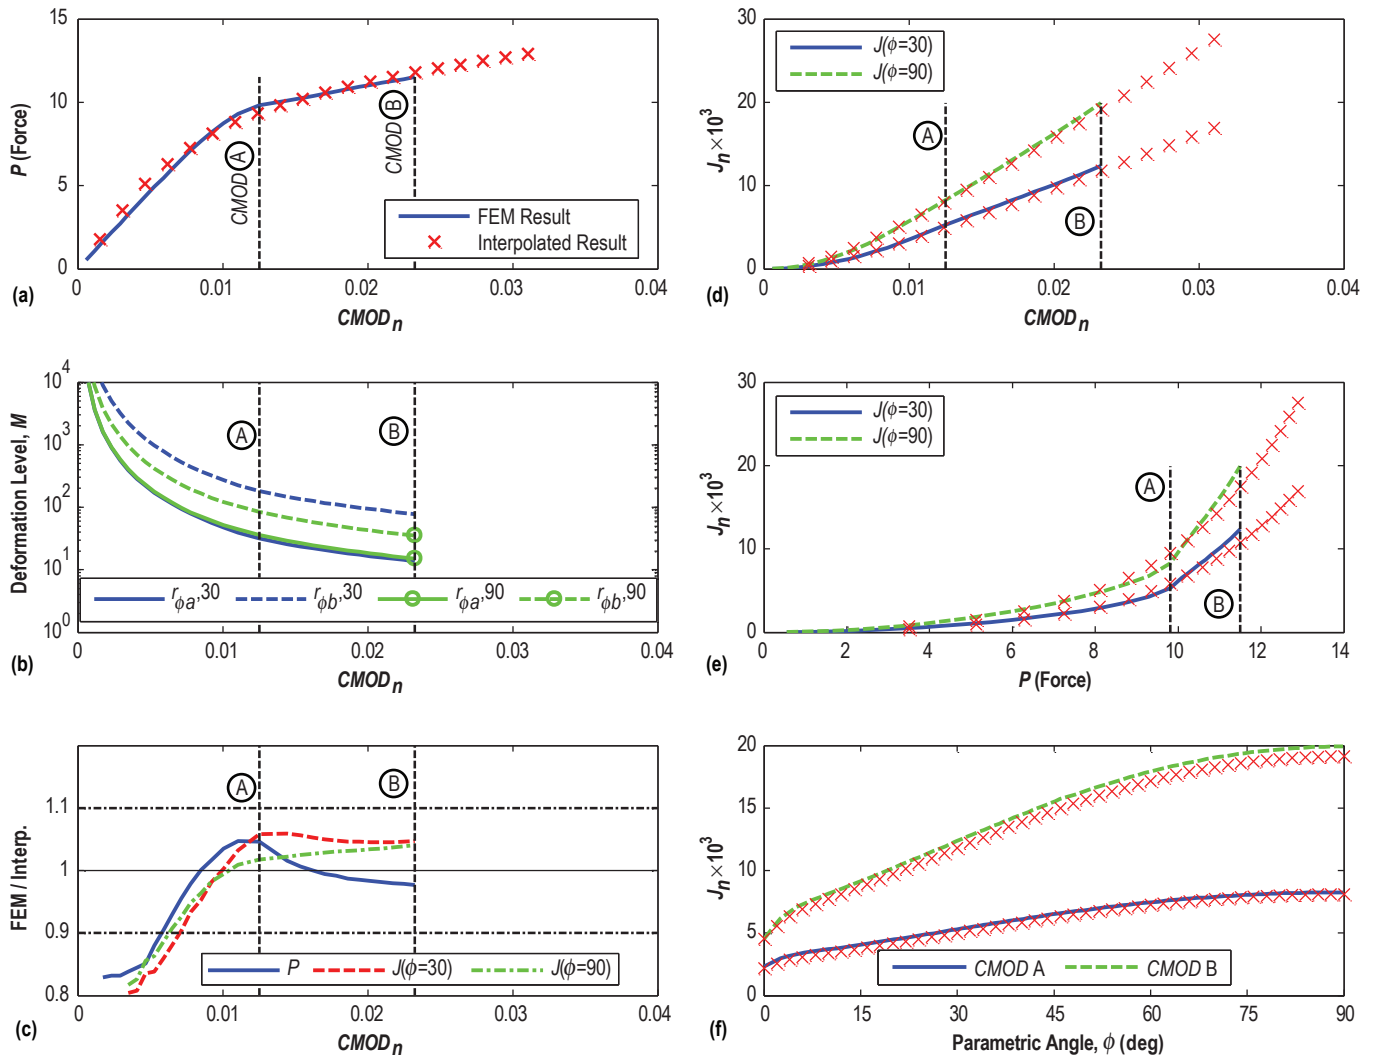 15
10
5
0
P (Force)
A
CMOD
B
CMOD
FEM Result
Interpolated Result
0
0.01
0.02
0.03
0.04
(a)
CMODn
30
20
10
0
Jn×10³
J(ϕ=30)
J(ϕ=90)
A
B
0
0.01
0.02
0.03
0.04
(d)
CMODn
10⁴
10³
10²
10¹
10⁰
Deformation Level, M
A
B
rϕa,30
rϕb,30
rϕa,90
rϕb,90
0
0.01
0.02
0.03
0.04
(b)
CMODn
30
20
10
0
Jn×10³
J(ϕ=30)
J(ϕ=90)
A
B
0
2
4
6
8
10
12
14
(e)
P (Force)
1.1
1
0.9
0.8
FEM / Interp.
A
B
P
J(ϕ=30)
J(ϕ=90)
0
0.01
0.02
0.03
0.04
(c)
CMODn
20
15
10
5
0
Jn×10³
CMOD A
CMOD B
0
15
30
45
60
75
90
(f)
Parametric Angle, ϕ (deg)